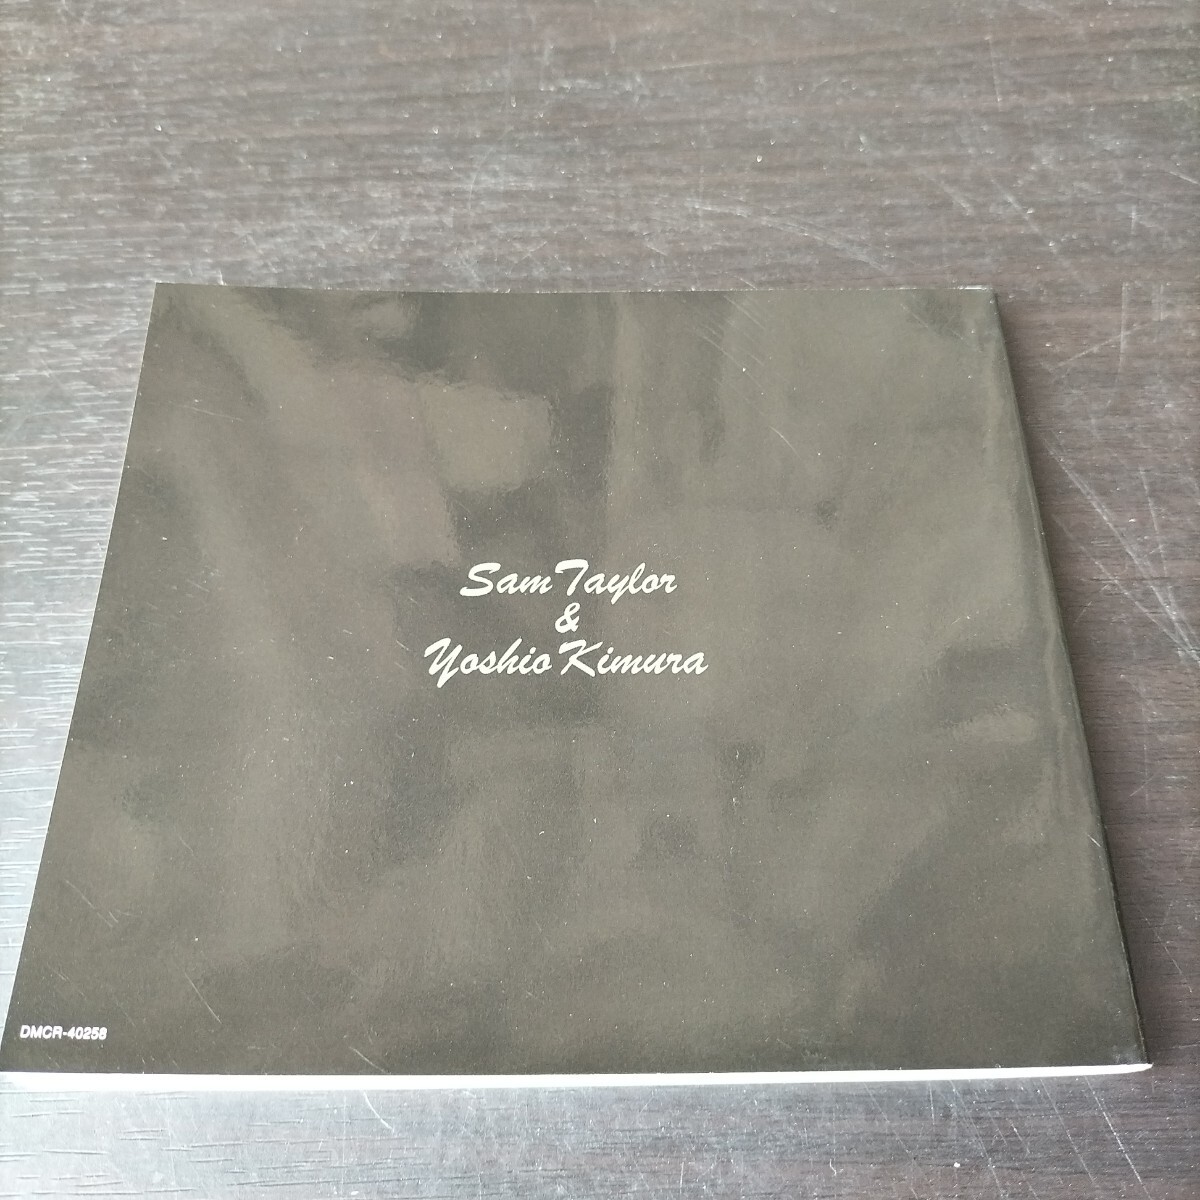 Sam Taylor
&
Yoshio Kimura
DMCR-40258